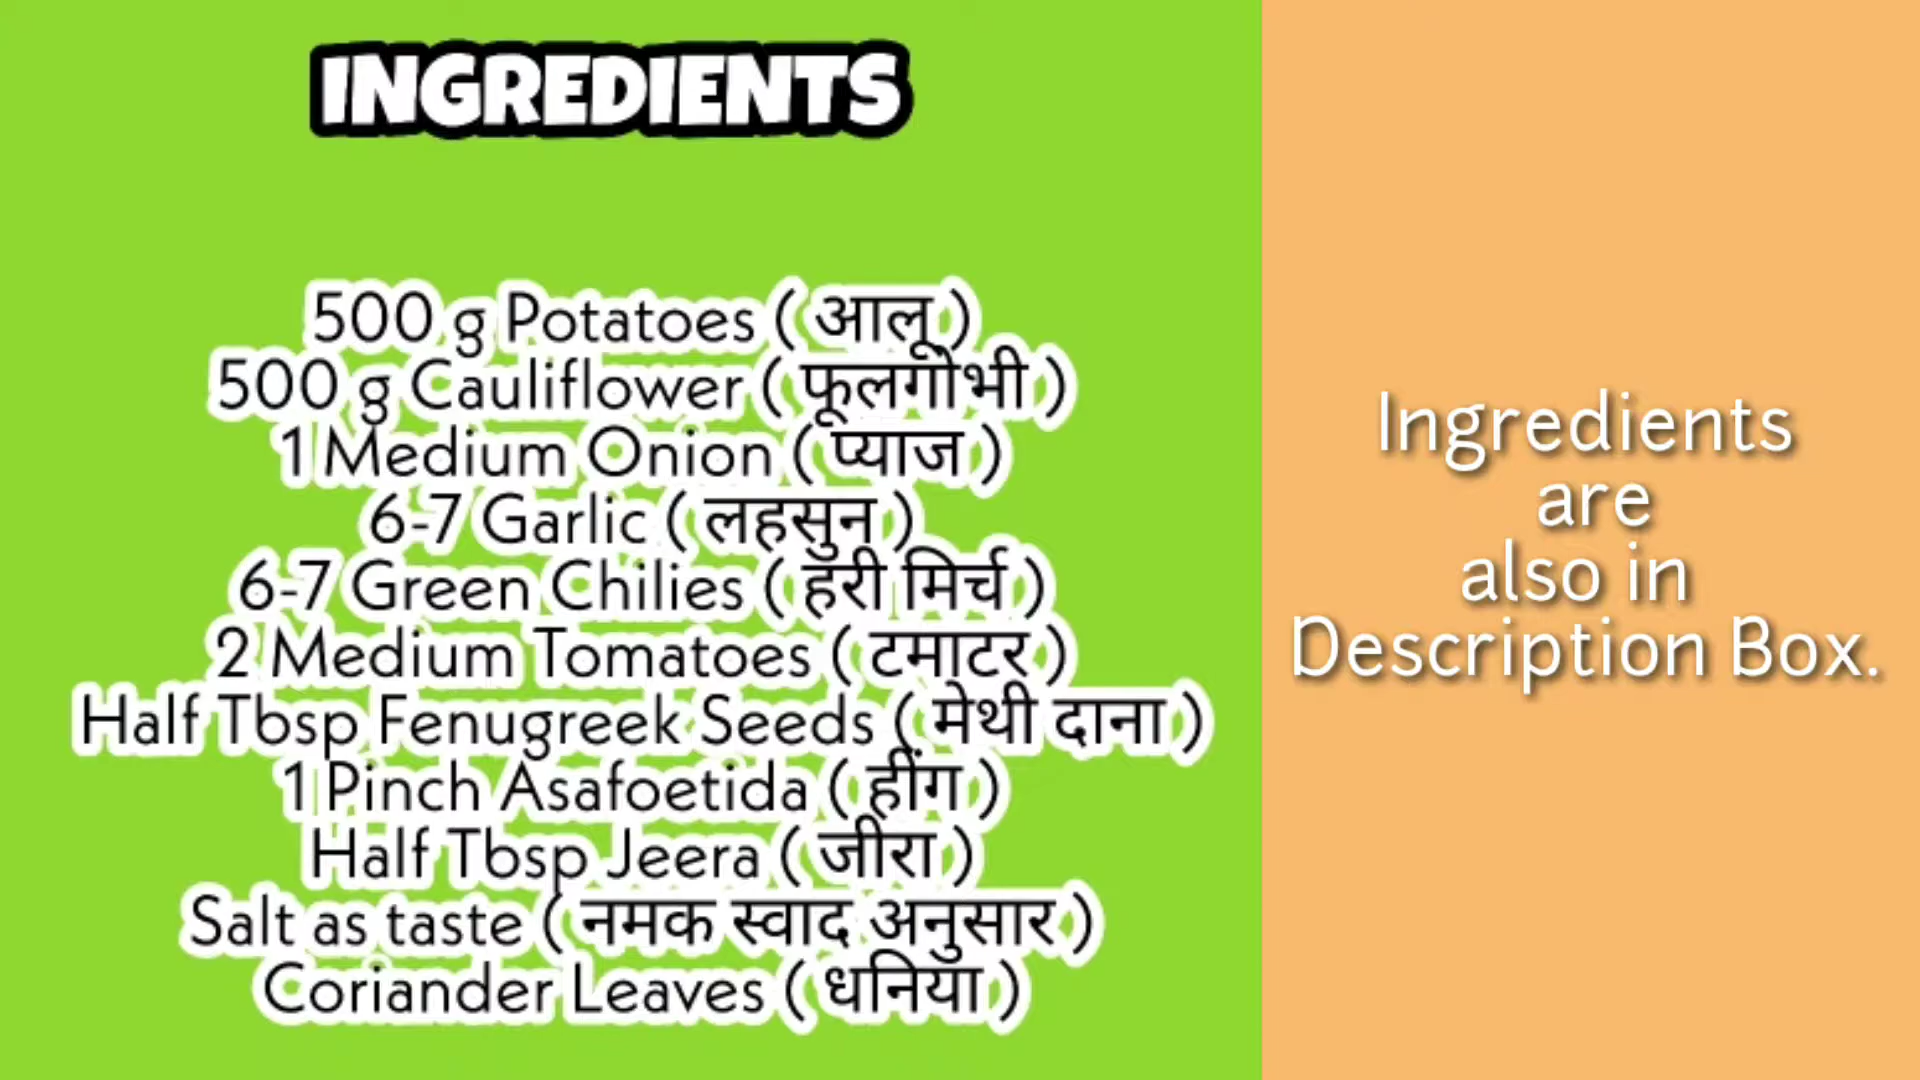 INGREDIENTS
500 g Potatoes ( आलू )
500 g Cauliflower ( फूलगोभी )
1 Medium Onion ( प्याज )
6-7 Garlic ( लहसुन )
6-7 Green Chilies ( हरी मिर्च )
2 Medium Tomatoes ( टमाटर )
Half Tbsp Fenugreek Seeds ( मेथी दाना )
1 Pinch Asafoetida ( हींग )
Half Tbsp Jeera ( जीरा )
Salt as taste ( नमक स्वाद अनुसार )
Coriander Leaves ( धनिया )
Ingredients
are
also in
Description Box.